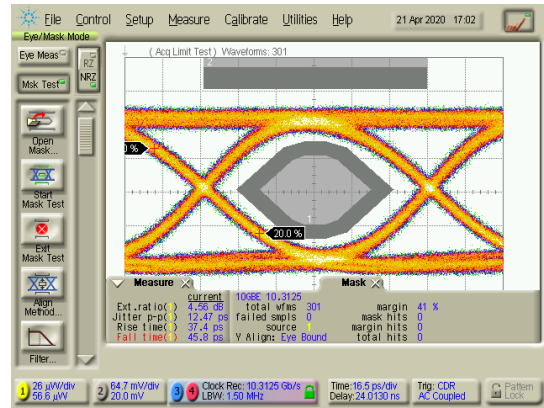 File Control Setup Measure Calibrate Utilities Help 21 Apr 2020 17:02
Eye/Mask Mode
Eye Meas
RZ
NRZ
Msk Test
Open Mask...
Start Mask Test
Exit Mask Test
Align Method...
Filter...
( Acq Limit Test ) Waveforms: 301
2
0 %
1
20.0 %
Measure
current
Ext.ratio(1) 4.56 dB
Jitter p-p(1) 12.47 ps
Rise time(1) 37.4 ps
Fall time(1) 45.8 ps
Mask
10GBE 10.3125
total wfms 301 margin 41 %
failed smpls 0 mask hits 0
source 1 margin hits 0
Y Align: Eye Bound total hits 0
1 26 µW/div
56.6 µW
2 64.7 mV/div
20.0 mV
3 4 Clock Rec: 10.3125 Gb/s
LBW: 1.50 MHz
Time:16.5 ps/div
Delay:24.0130 ns
Trig: CDR
AC Coupled
Pattern Lock